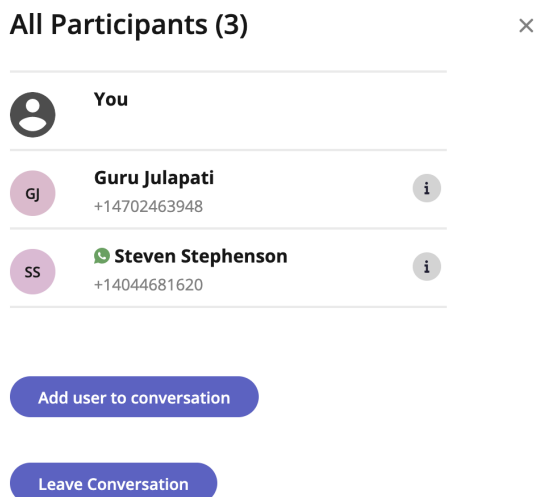 All Participants (3)
You
GJ
Guru Julapati
+14702463948
SS
Steven Stephenson
+14044681620
Add user to conversation
Leave Conversation